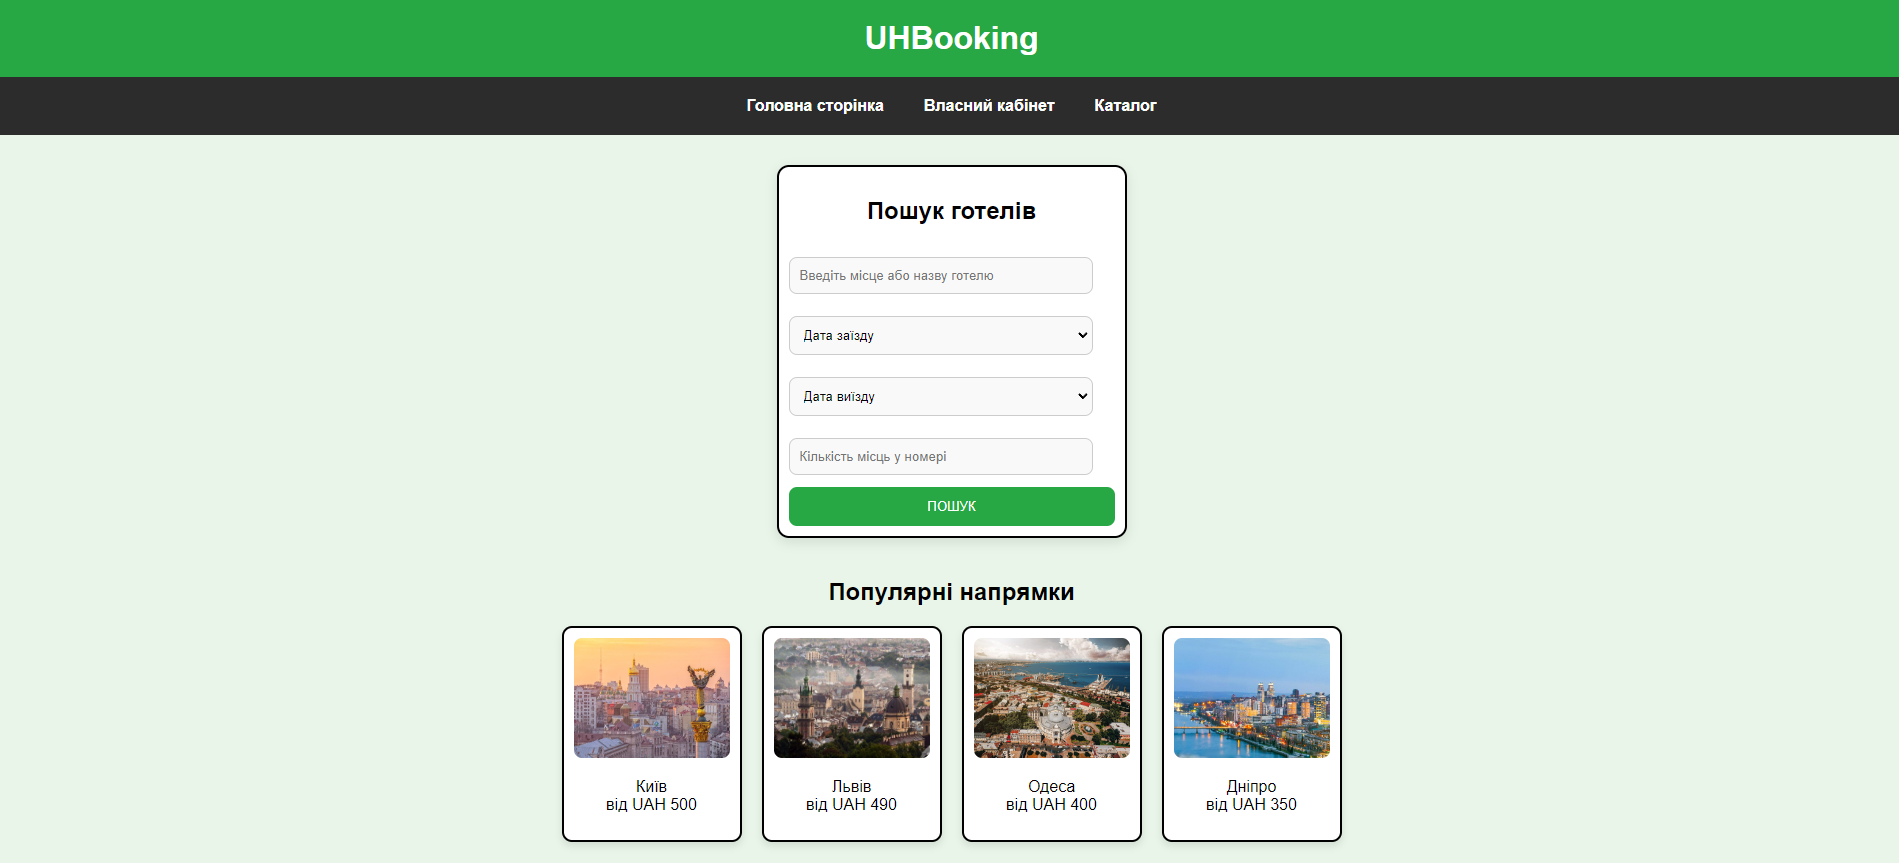 UHBooking
Головна сторінка Власний кабінет Каталог
Пошук готелів
Введіть місце або назву готелю
Дата заїзду
Дата виїзду
Кількість місць у номері
ПОШУК
Популярні напрямки
Київ
від UAH 500
Львів
від UAH 490
Одеса
від UAH 400
Дніпро
від UAH 350